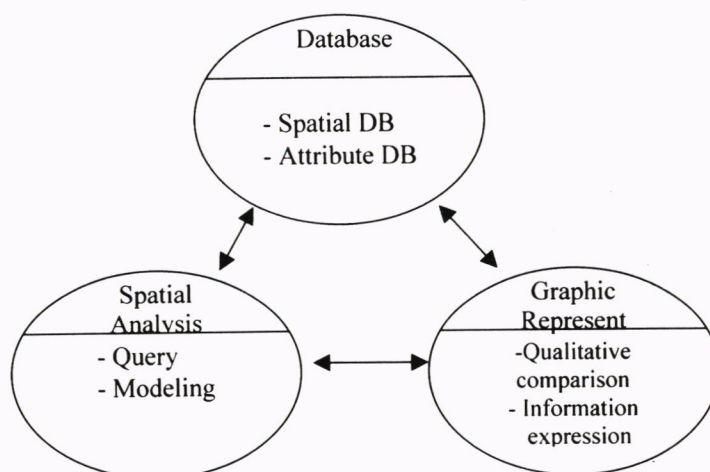 Database
- Spatial DB
- Attribute DB
Spatial
Analysis
- Query
- Modeling
Graphic
Represent
-Qualitative
comparison
- Information
expression